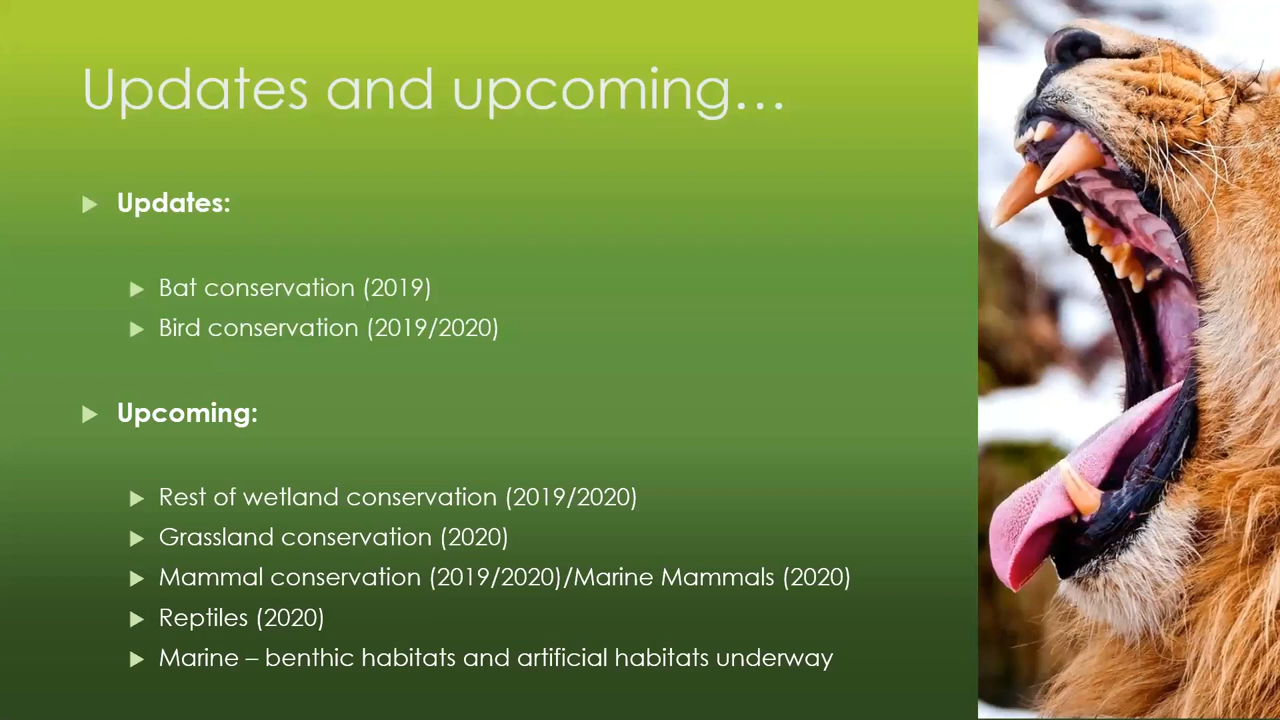 Updates and upcoming…
Updates:
Bat conservation (2019)
Bird conservation (2019/2020)
Upcoming:
Rest of wetland conservation (2019/2020)
Grassland conservation (2020)
Mammal conservation (2019/2020)/Marine Mammals (2020)
Reptiles (2020)
Marine – benthic habitats and artificial habitats underway